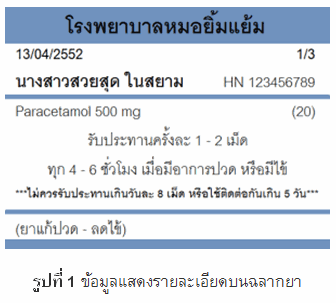 โรงพยาบาลหมอยิ้มแย้ม
13/04/2552 1/3
นางสาวสวยสุด ในสยาม HN 123456789
Paracetamol 500 mg (20)
รับประทานครั้งละ 1 - 2 เม็ด
ทุก 4 - 6 ชั่วโมง เมื่อมีอาการปวด หรือมีไข้
***ไม่ควรรับประทานเกินวันละ 8 เม็ด หรือใช้ติดต่อกันเกิน 5 วัน***
(ยาแก้ปวด - ลดไข้)
รูปที่ 1 ข้อมูลแสดงรายละเอียดบนฉลากยา